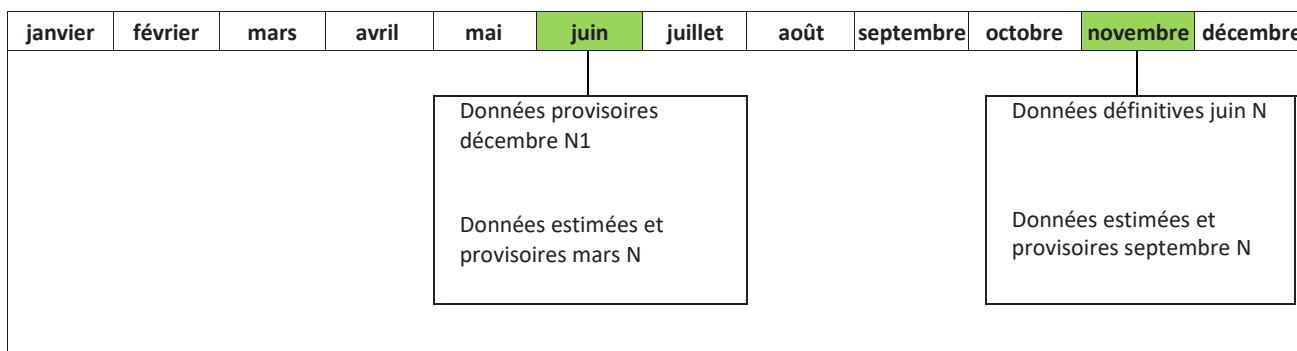 janvier février mars avril mai juin juillet août septembre octobre novembre décembre
Données provisoires
décembre N1
Données estimées et
provisoires mars N
Données définitives juin N
Données estimées et
provisoires septembre N